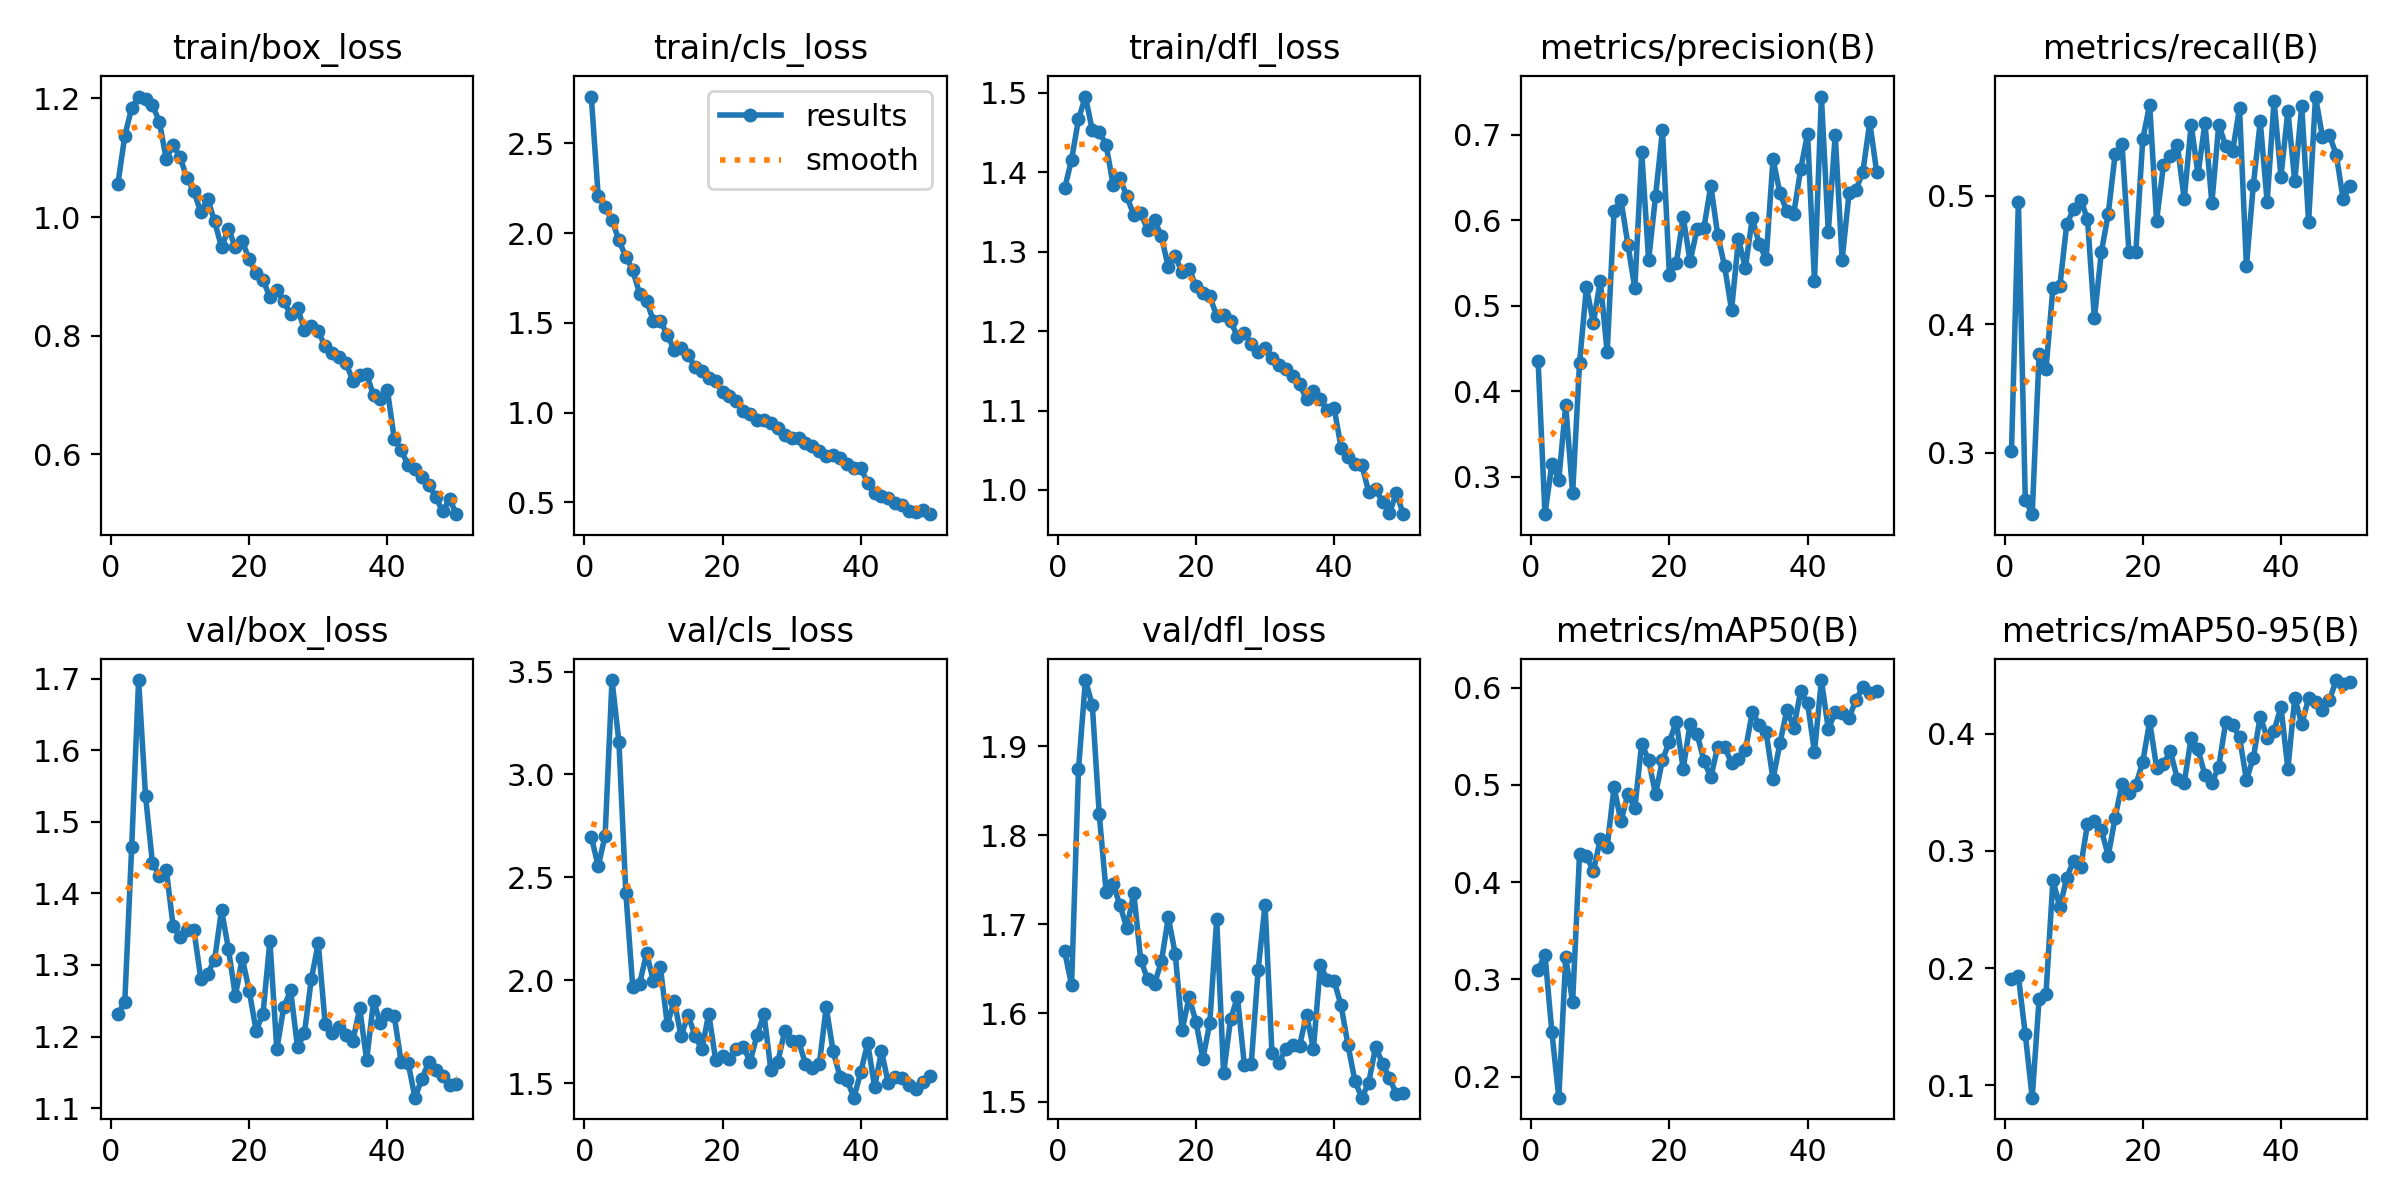 train/box_loss
1.2
1.0
0.8
0.6
0 20 40
train/cls_loss
results
smooth
2.5
2.0
1.5
1.0
0.5
0 20 40
train/dfl_loss
1.5
1.4
1.3
1.2
1.1
1.0
0 20 40
metrics/precision(B)
0.7
0.6
0.5
0.4
0.3
0 20 40
metrics/recall(B)
0.5
0.4
0.3
0 20 40
val/box_loss
1.7
1.6
1.5
1.4
1.3
1.2
1.1
0 20 40
val/cls_loss
3.5
3.0
2.5
2.0
1.5
0 20 40
val/dfl_loss
1.9
1.8
1.7
1.6
1.5
0 20 40
metrics/mAP50(B)
0.6
0.5
0.4
0.3
0.2
0 20 40
metrics/mAP50-95(B)
0.4
0.3
0.2
0.1
0 20 40